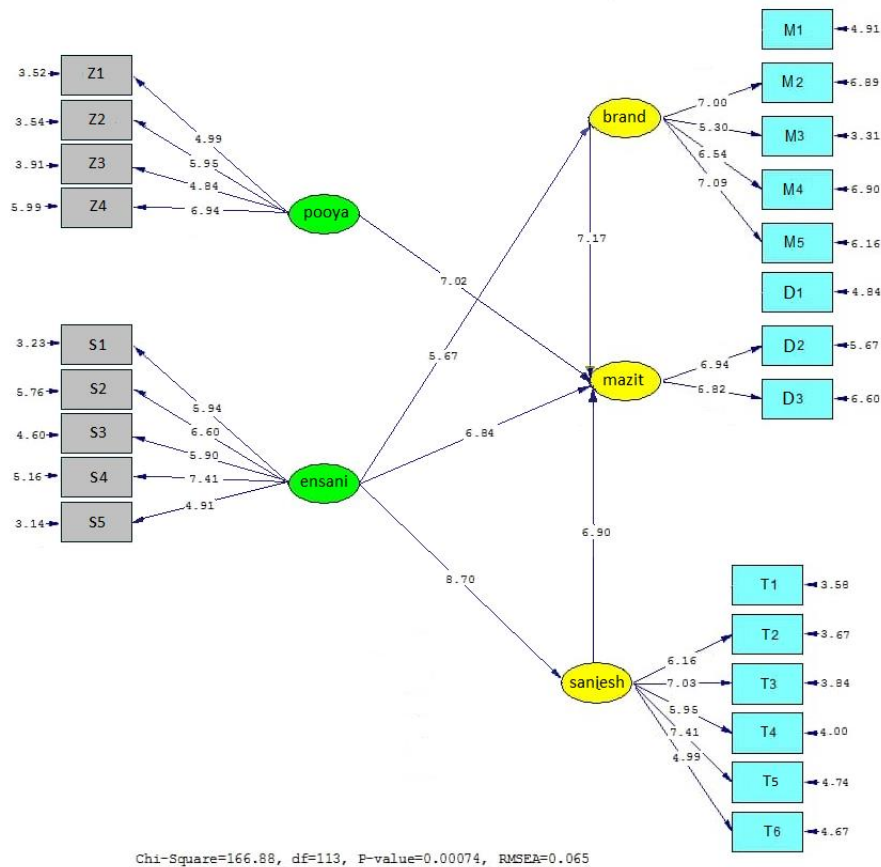 3.52
Z1
3.54
Z2
3.91
Z3
5.99
Z4
4.99
5.95
4.84
6.94
pooya
3.23
S1
5.76
S2
4.60
S3
5.16
S4
3.14
S5
5.94
6.60
5.90
7.41
4.91
ensani
7.02
5.67
6.84
8.70
brand
7.17
mazit
6.90
sanjesh
7.00
5.30
6.54
7.09
M1
4.91
M2
6.89
M3
3.31
M4
6.90
M5
6.16
6.94
6.82
D1
4.84
D2
5.67
D3
6.60
6.16
7.03
5.95
7.41
4.99
T1
3.58
T2
3.67
T3
3.84
T4
4.00
T5
4.74
T6
4.67
Chi-Square=166.88, df=113, P-value=0.00074, RMSEA=0.065